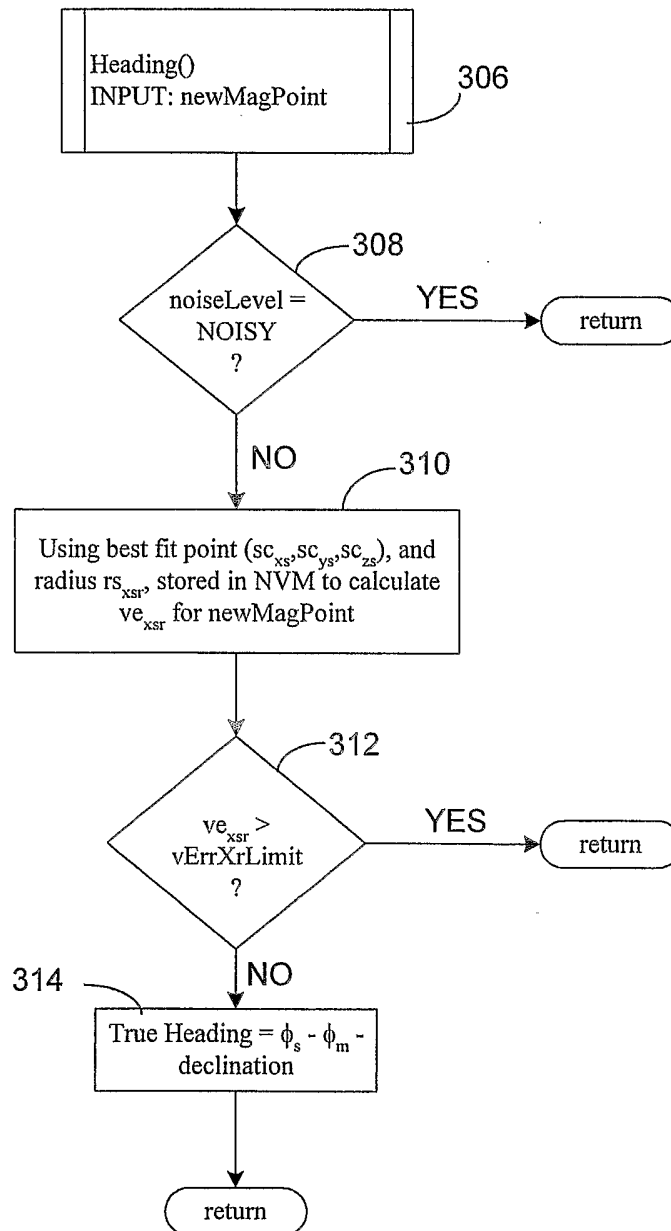 Heading()
INPUT: newMagPoint
306
308
noiseLevel =
NOISY
?
YES
return
NO
310
Using best fit point (sc_xs,sc_ys,sc_zs), and
radius rs_xsr, stored in NVM to calculate
ve_xsr for newMagPoint
312
ve_xsr >
vErrXrLimit
?
YES
return
NO
314
True Heading = ϕ_s - ϕ_m -
declination
return